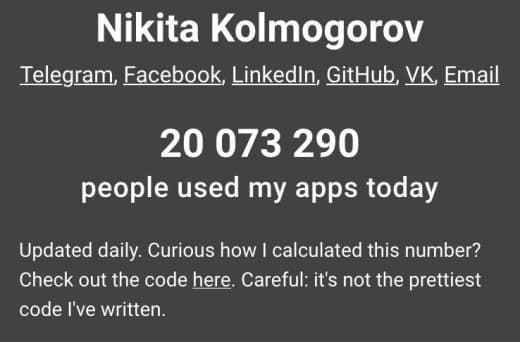 Nikita Kolmogorov
Telegram, Facebook, LinkedIn, GitHub, VK, Email
20 073 290
people used my apps today
Updated daily. Curious how I calculated this number?
Check out the code here. Careful: it's not the prettiest
code I've written.